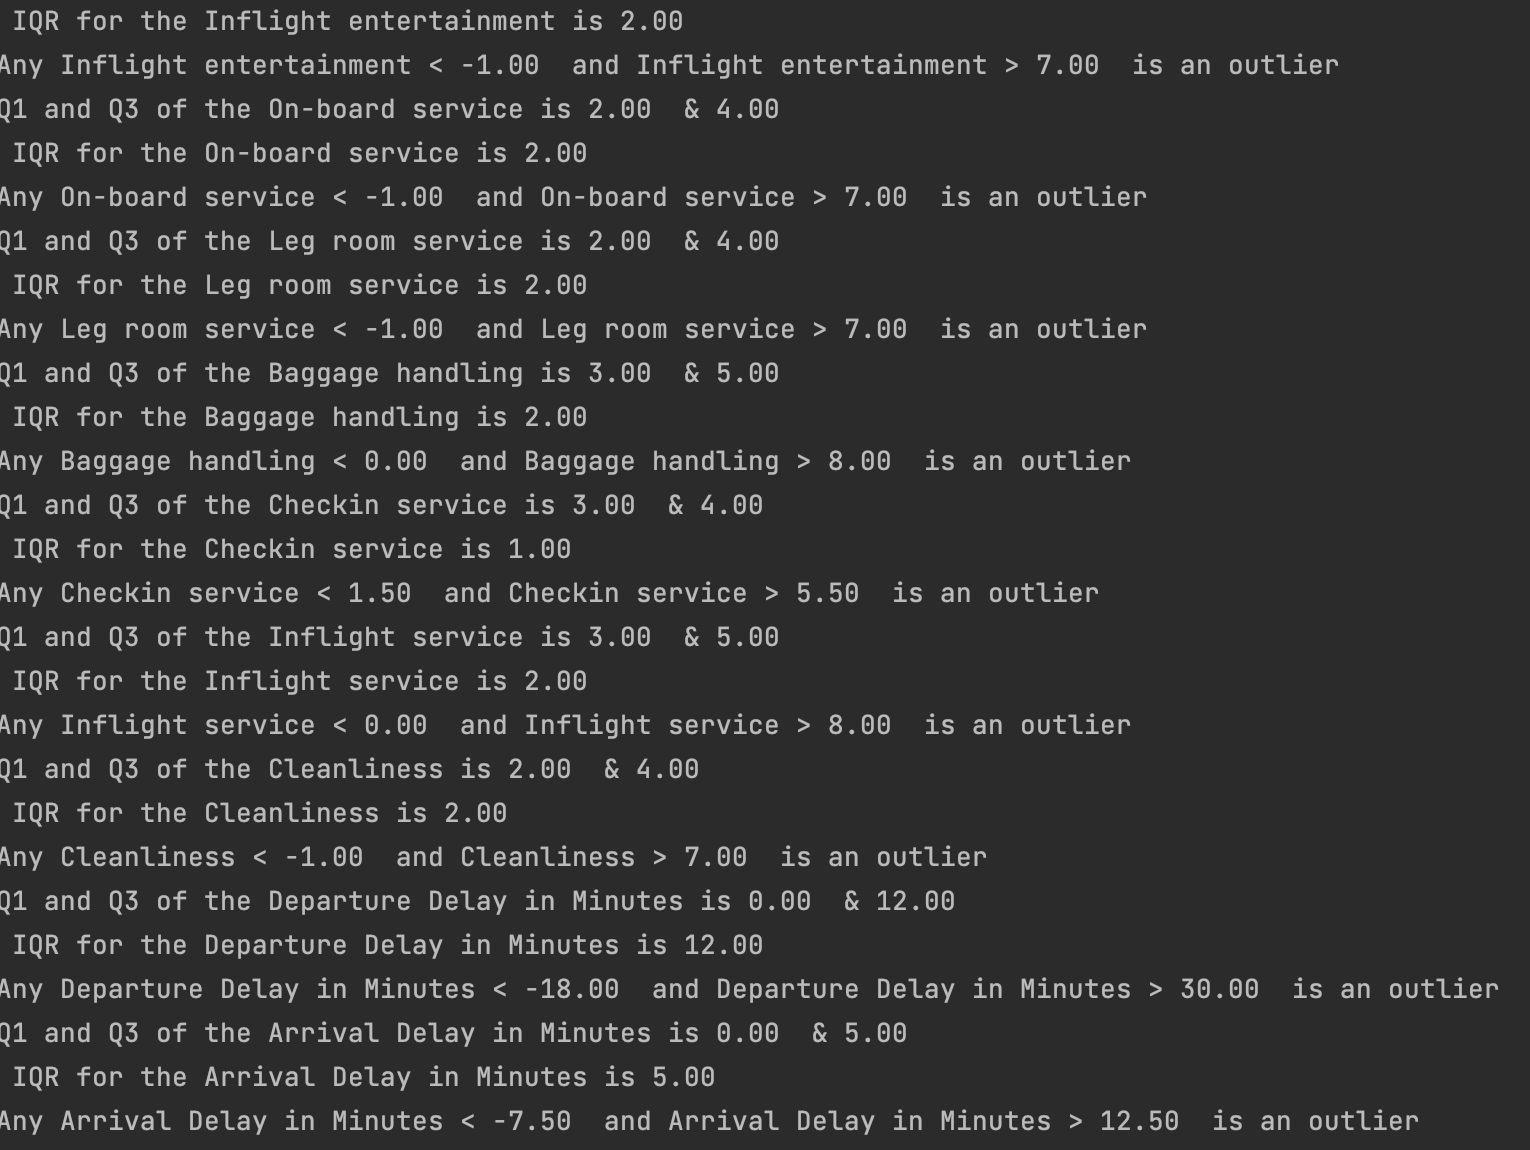 IQR for the Inflight entertainment is 2.00
Any Inflight entertainment < -1.00  and Inflight entertainment > 7.00  is an outlier
Q1 and Q3 of the On-board service is 2.00  & 4.00
IQR for the On-board service is 2.00
Any On-board service < -1.00  and On-board service > 7.00  is an outlier
Q1 and Q3 of the Leg room service is 2.00  & 4.00
IQR for the Leg room service is 2.00
Any Leg room service < -1.00  and Leg room service > 7.00  is an outlier
Q1 and Q3 of the Baggage handling is 3.00  & 5.00
IQR for the Baggage handling is 2.00
Any Baggage handling < 0.00  and Baggage handling > 8.00  is an outlier
Q1 and Q3 of the Checkin service is 3.00  & 4.00
IQR for the Checkin service is 1.00
Any Checkin service < 1.50  and Checkin service > 5.50  is an outlier
Q1 and Q3 of the Inflight service is 3.00  & 5.00
IQR for the Inflight service is 2.00
Any Inflight service < 0.00  and Inflight service > 8.00  is an outlier
Q1 and Q3 of the Cleanliness is 2.00  & 4.00
IQR for the Cleanliness is 2.00
Any Cleanliness < -1.00  and Cleanliness > 7.00  is an outlier
Q1 and Q3 of the Departure Delay in Minutes is 0.00  & 12.00
IQR for the Departure Delay in Minutes is 12.00
Any Departure Delay in Minutes < -18.00  and Departure Delay in Minutes > 30.00  is an outlier
Q1 and Q3 of the Arrival Delay in Minutes is 0.00  & 5.00
IQR for the Arrival Delay in Minutes is 5.00
Any Arrival Delay in Minutes < -7.50  and Arrival Delay in Minutes > 12.50  is an outlier